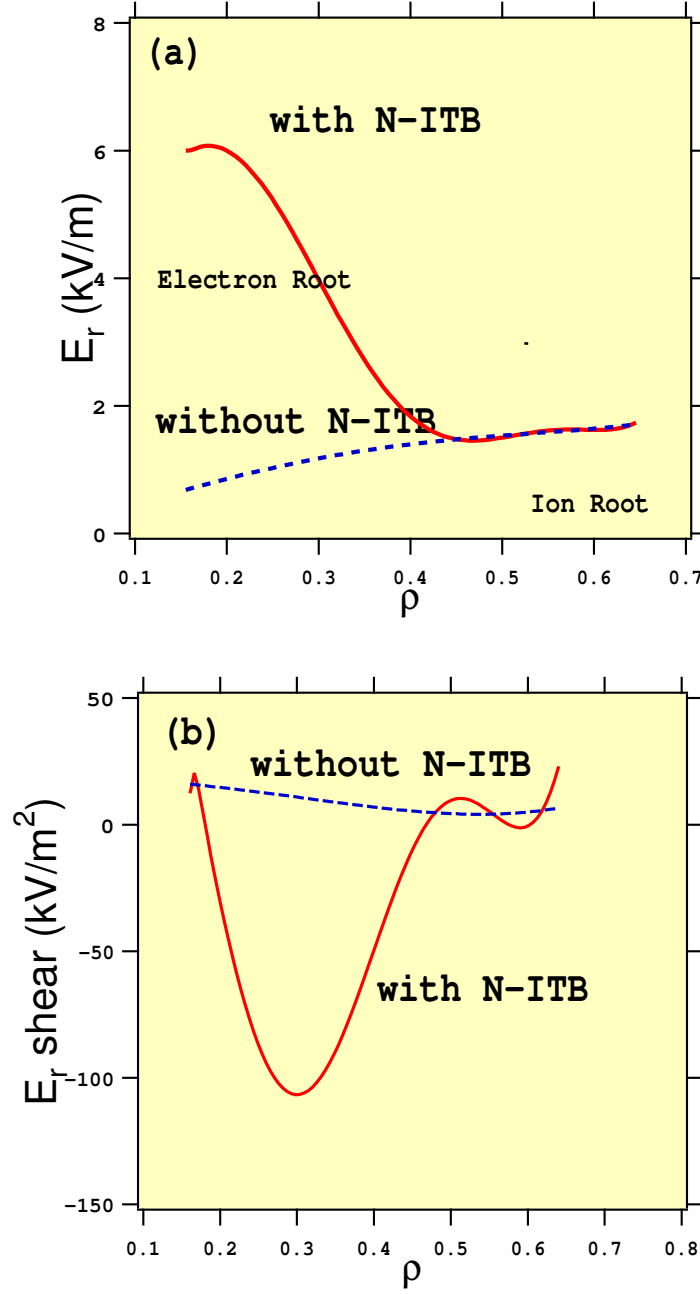 (a)
8
6
4
2
0
E_r (kV/m)
with N-ITB
Electron Root
without N-ITB
Ion Root
0.1 0.2 0.3 0.4 0.5 0.6 0.7
ρ
(b)
50
0
-50
-100
-150
E_r shear (kV/m²)
without N-ITB
with N-ITB
0.1 0.2 0.3 0.4 0.5 0.6 0.7 0.8
ρ